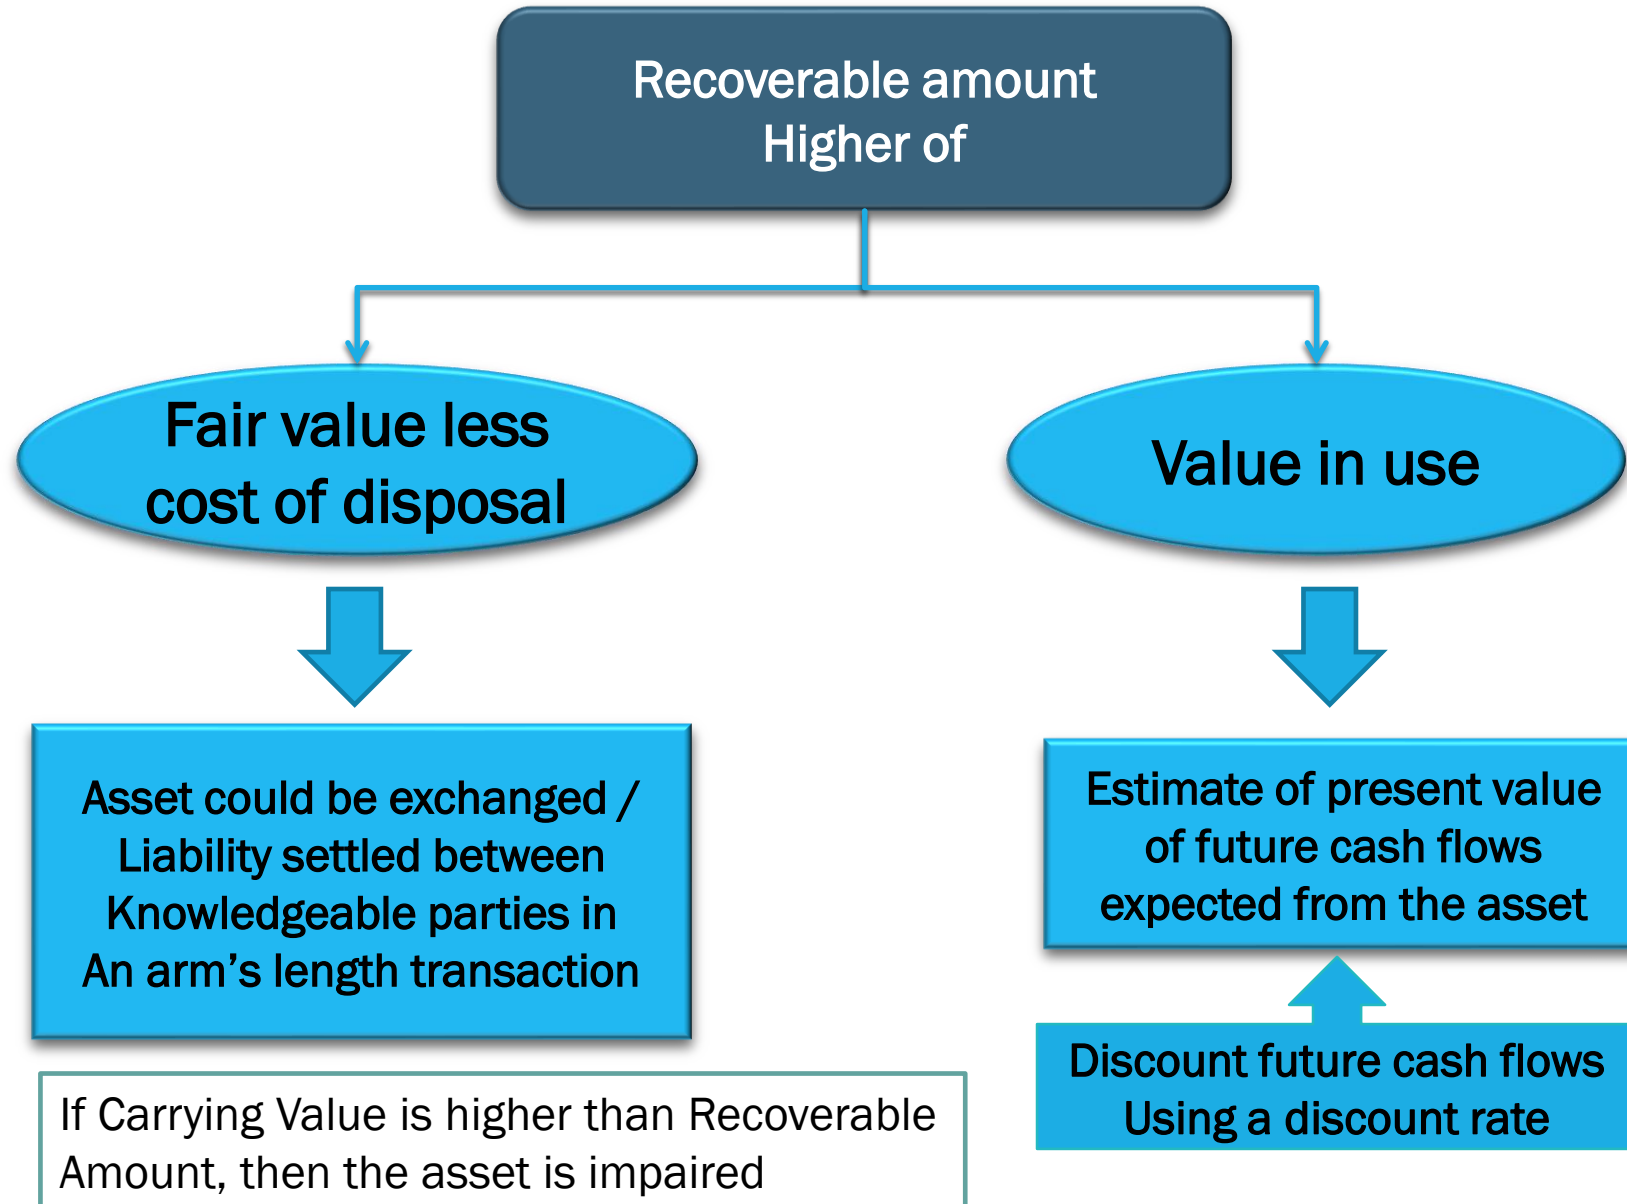 Recoverable amount
Higher of
Fair value less
cost of disposal
Value in use
Asset could be exchanged /
Liability settled between
Knowledgeable parties in
An arm’s length transaction
Estimate of present value
of future cash flows
expected from the asset
Discount future cash flows
Using a discount rate
If Carrying Value is higher than Recoverable
Amount, then the asset is impaired